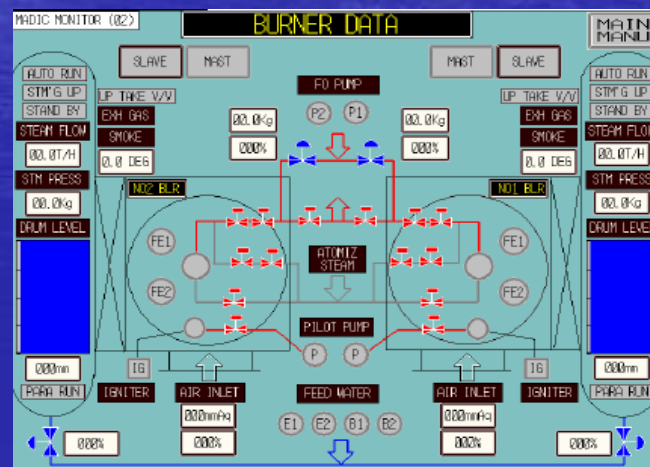 MADIC MONITOR (02)
BURNER DATA
MAIN
MANU
SLAVE
MAST
MAST
SLAVE
AUTO RUN
STM'G UP
STAND BY
STEAM FLOW
00.0T/H
STM PRESS
00.0Kg
DRUM LEVEL
000mm
PARA RUN
000%
UP TAKE V/V
EXH GAS
SMOKE
0.0 DEG
NO2 BLR
FE1
FE2
IG
IGNITER
AIR INLET
000mmAq
000%
FO PUMP
P2
P1
00.0Kg
000%
00.0Kg
000%
ATOMIZ
STEAM
PILOT PUMP
P
P
FEED WATER
E1
E2
B1
B2
UP TAKE V/V
EXH GAS
SMOKE
0.0 DEG
NO1 BLR
FE1
FE2
IG
AIR INLET
IGNITER
000mmAq
000%
AUTO RUN
STM'G UP
STAND BY
STEAM FLOW
00.0T/H
STM PRESS
00.0Kg
DRUM LEVEL
000mm
PARA RUN
000%